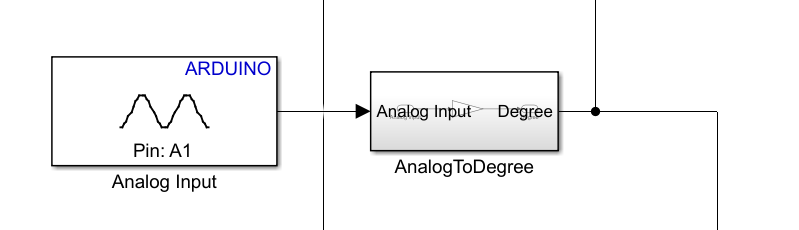 ARDUINO
Pin: A1
Analog Input
Analog Input
Degree
AnalogToDegree